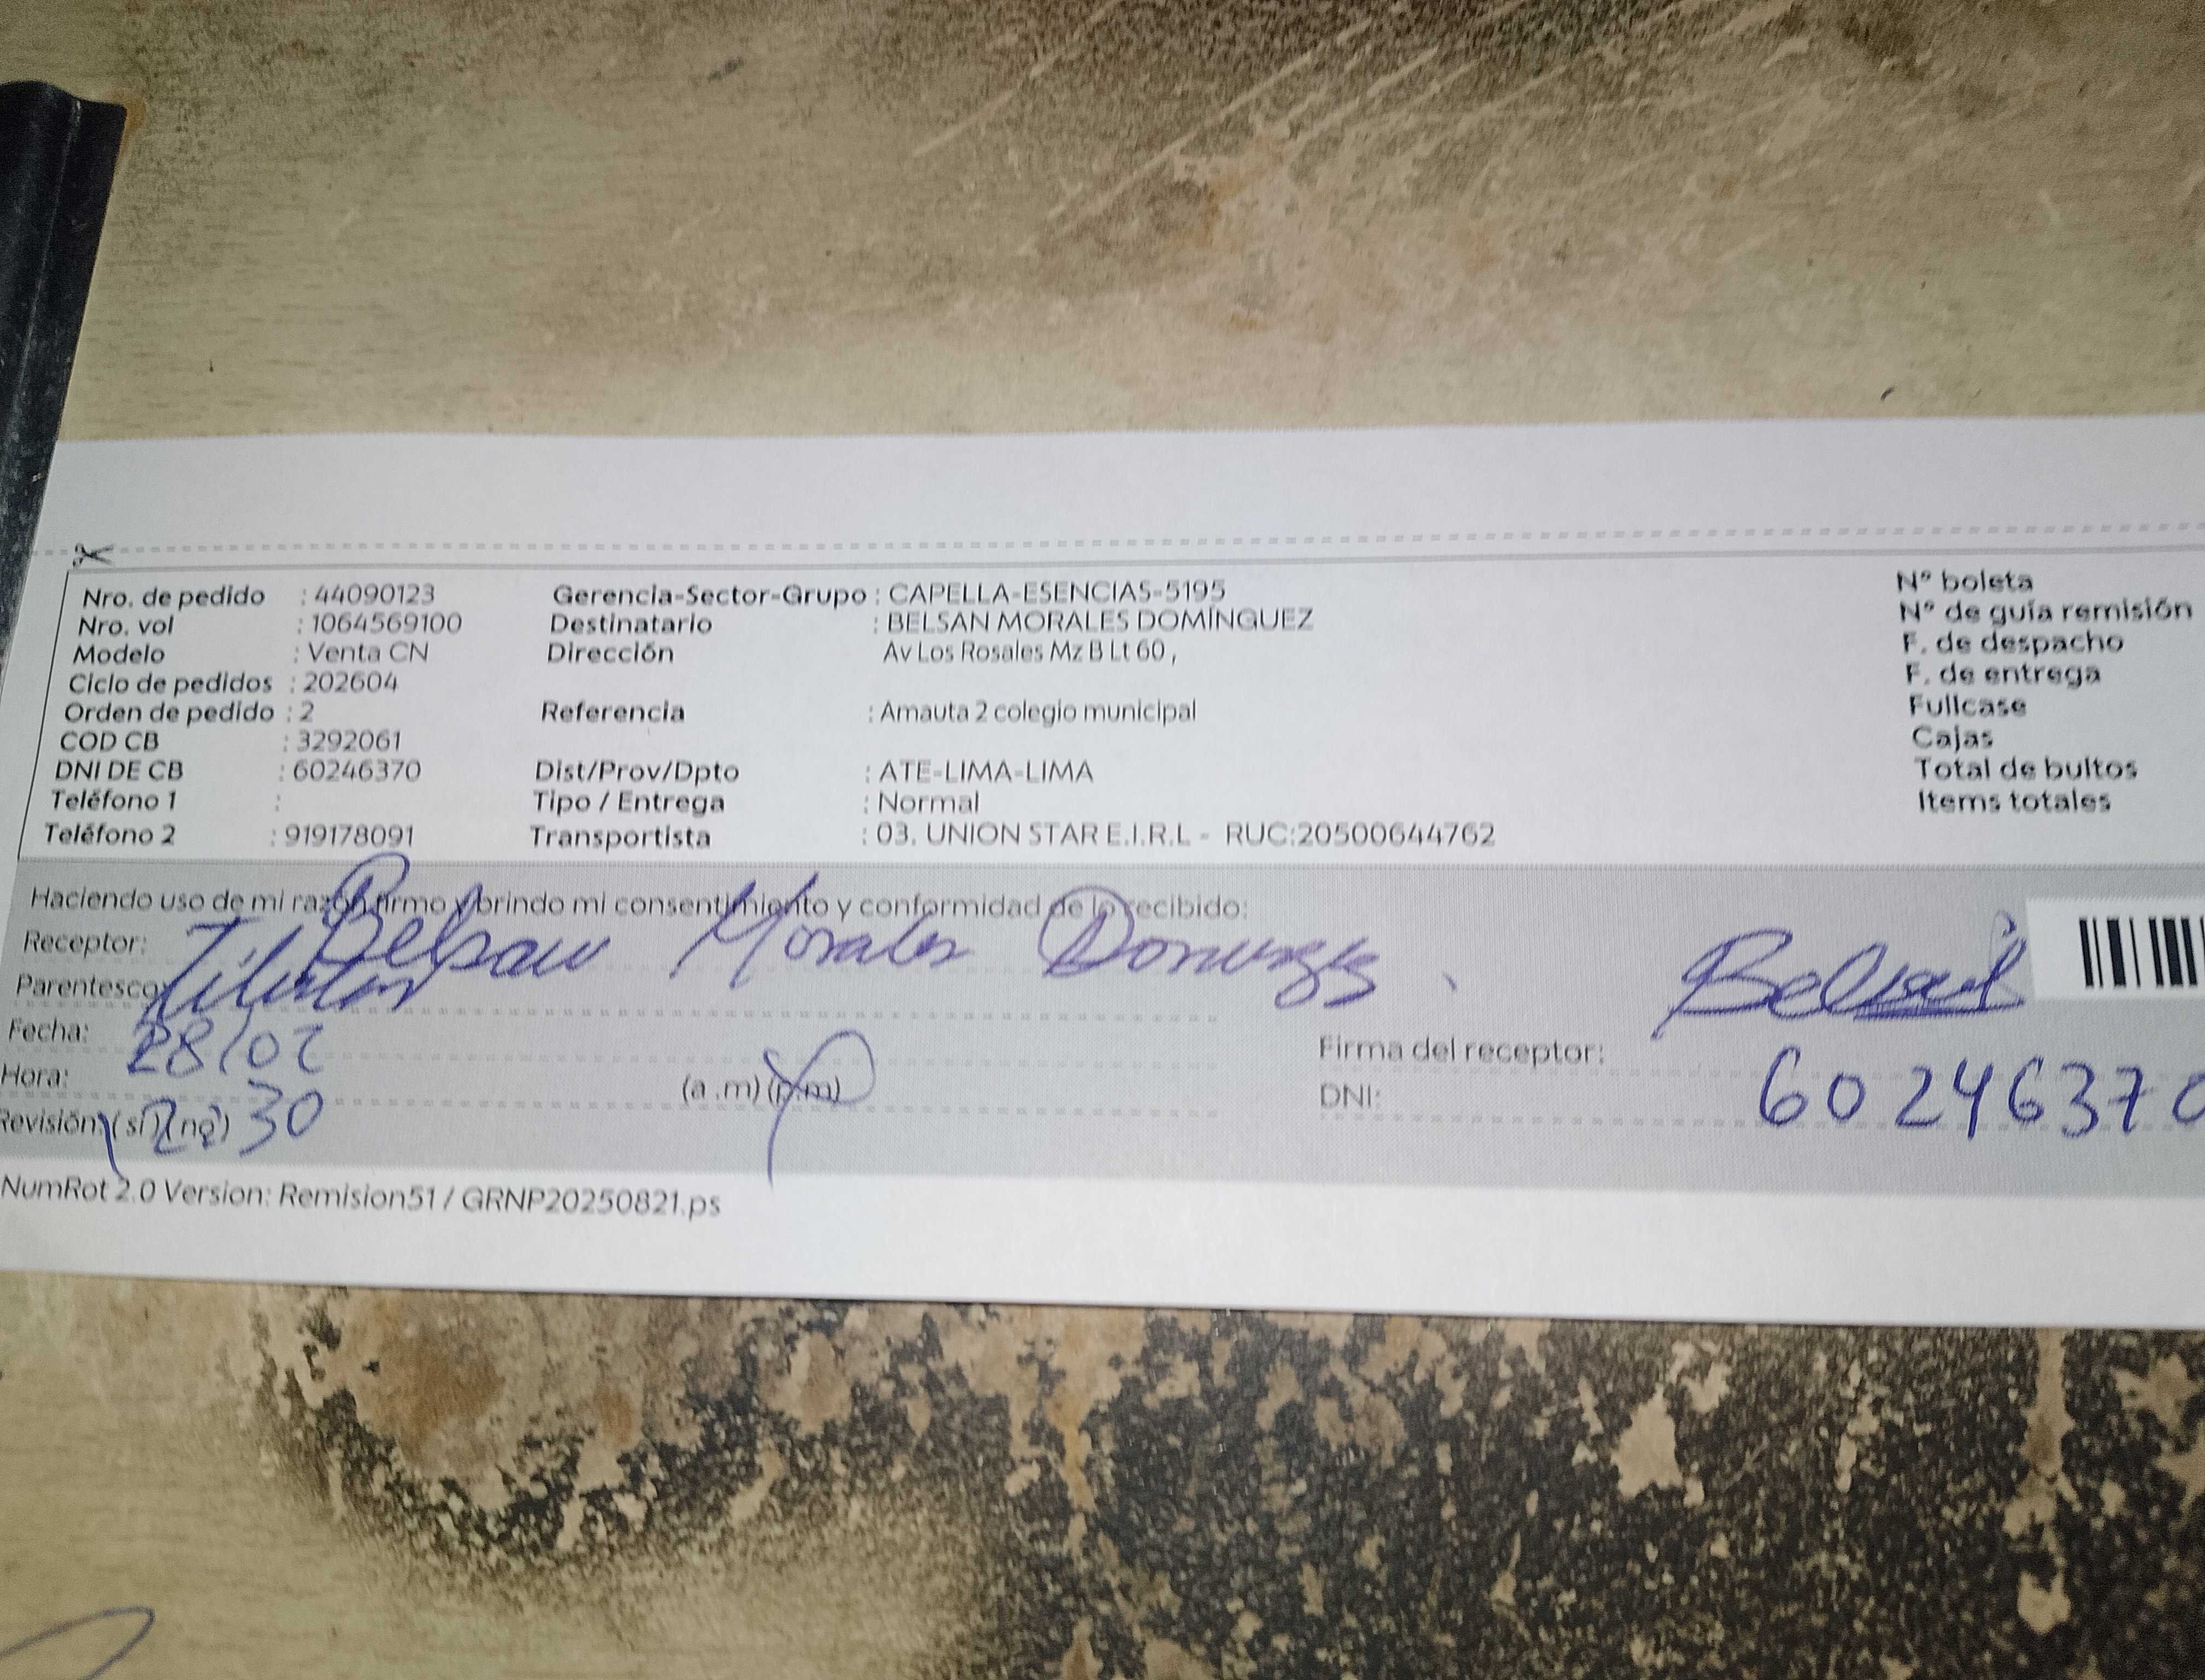 Nro. de pedido : 44090123 Gerencia-Sector-Grupo : CAPELLA-ESENCIAS-5195 N° boleta
Nro. vol : 1064569100 Destinatario : BELSAN MORALES DOMÍNGUEZ N° de guía remisión
Modelo : Venta CN Dirección Av Los Rosales Mz B Lt 60 , F. de despacho
Ciclo de pedidos : 202604 F. de entrega
Orden de pedido : 2 Referencia : Amauta 2 colegio municipal Fullcase
COD CB : 3292061 Cajas
DNI DE CB : 60246370 Dist/Prov/Dpto : ATE-LIMA-LIMA Total de bultos
Teléfono 1 : Tipo / Entrega : Normal Items totales
Teléfono 2 : 919178091 Transportista : 03. UNION STAR E.I.R.L - RUC:20500644762
Haciendo uso de mi razón firmo y brindo mi consentimiento y conformidad de lo recibido:
Receptor: Belsan Morales
Parentesco: Titular
Fecha: 28/02 Firma del receptor: Belsan
Hora: (a .m) (p.m) DNI: 60246370
Revisión: (si) (no) 30
NumRot 2.0 Version: Remision51 / GRNP20250821.ps